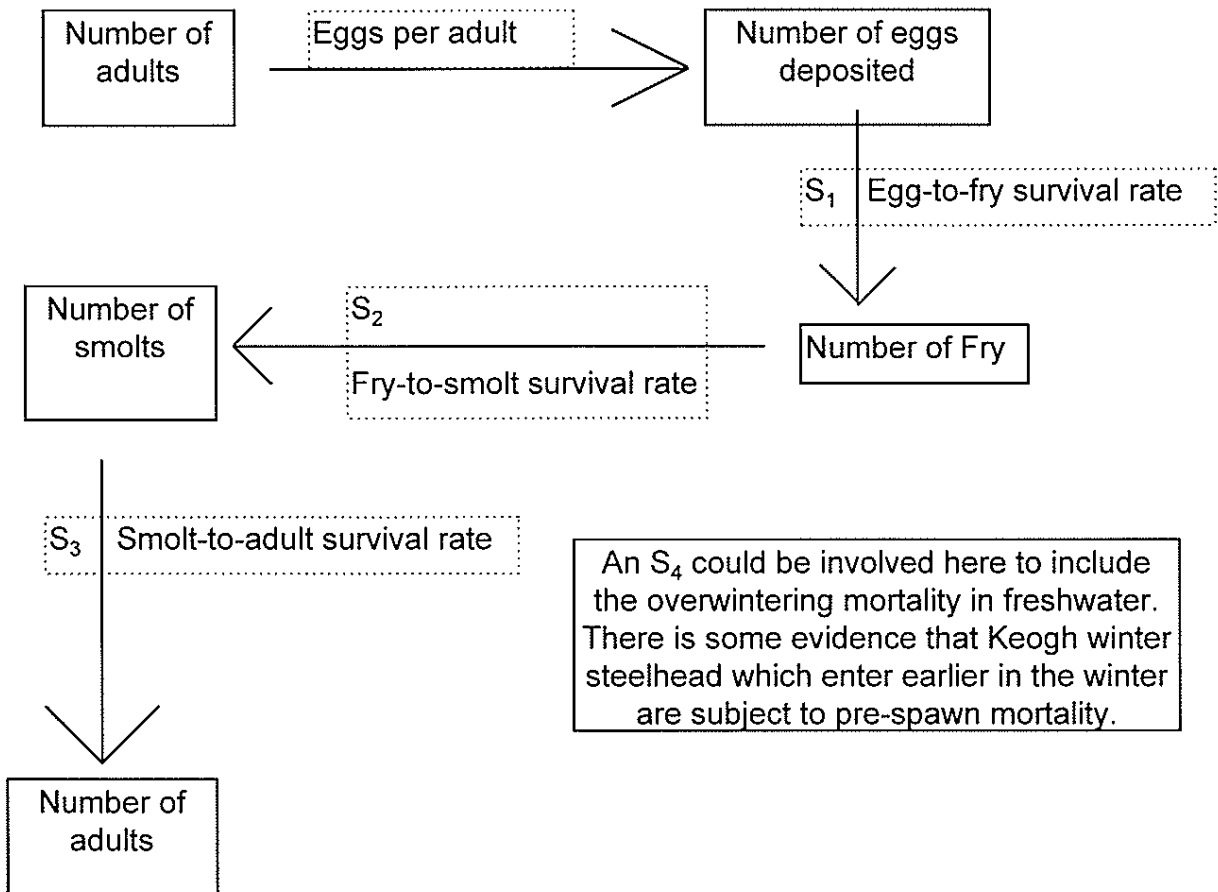 Number of
adults
Eggs per adult
Number of eggs
deposited
S₁ Egg-to-fry survival rate
Number of Fry
S₂
Fry-to-smolt survival rate
Number of
smolts
S₃ Smolt-to-adult survival rate
An S₄ could be involved here to include
the overwintering mortality in freshwater.
There is some evidence that Keogh winter
steelhead which enter earlier in the winter
are subject to pre-spawn mortality.
Number of
adults